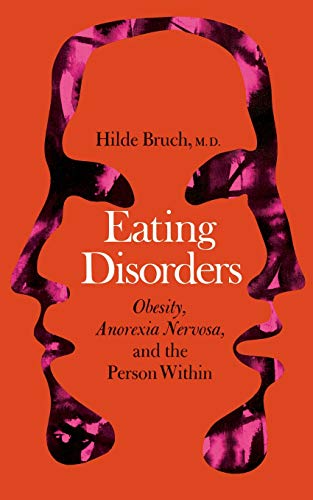 Hilde Bruch, M.D.
Eating
Disorders
Obesity,
Anorexia Nervosa,
and the
Person Within